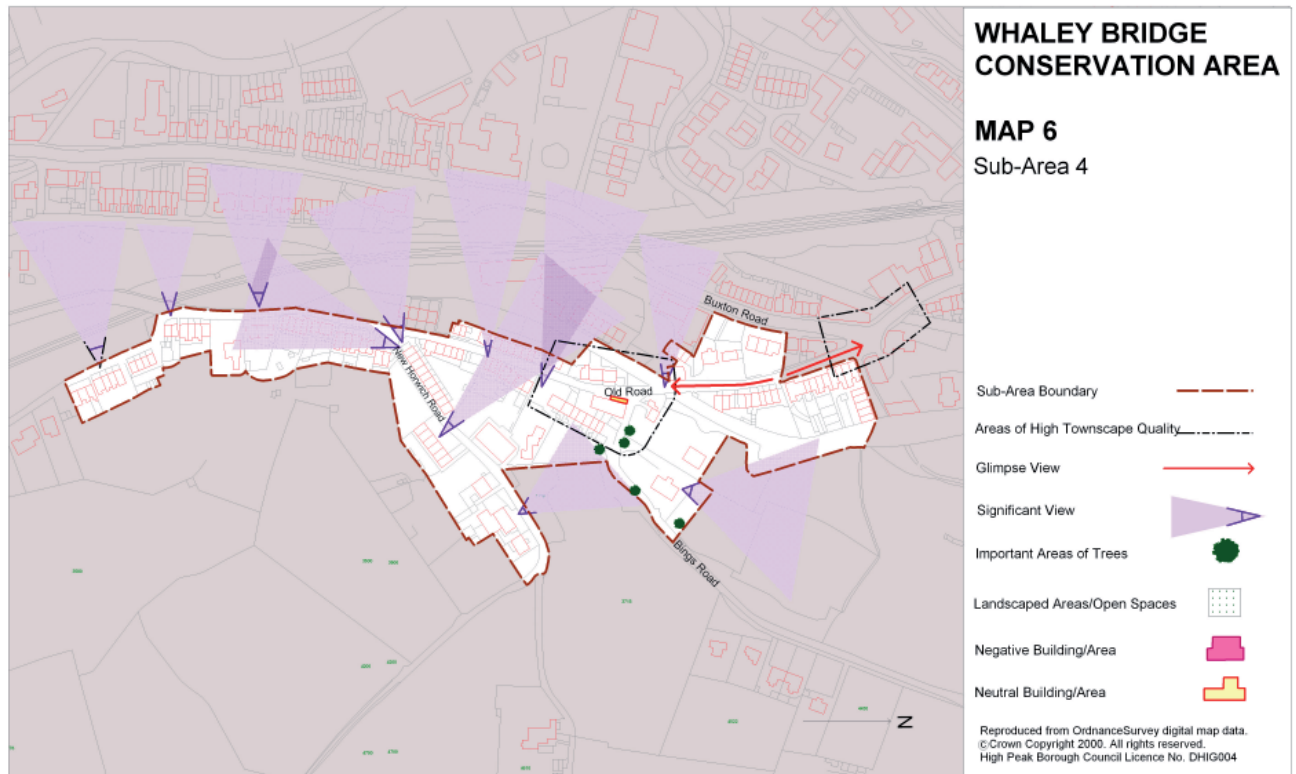 WHALEY BRIDGE
CONSERVATION AREA
MAP 6
Sub-Area 4
Buxton Road
New Horwich Road
Old Road
Bings Road
N
Sub-Area Boundary
Areas of High Townscape Quality
Glimpse View
Significant View
Important Areas of Trees
Landscaped Areas/Open Spaces
Negative Building/Area
Neutral Building/Area
Reproduced from OrdnanceSurvey digital map data.
©Crown Copyright 2000. All rights reserved.
High Peak Borough Council Licence No. DHIG004